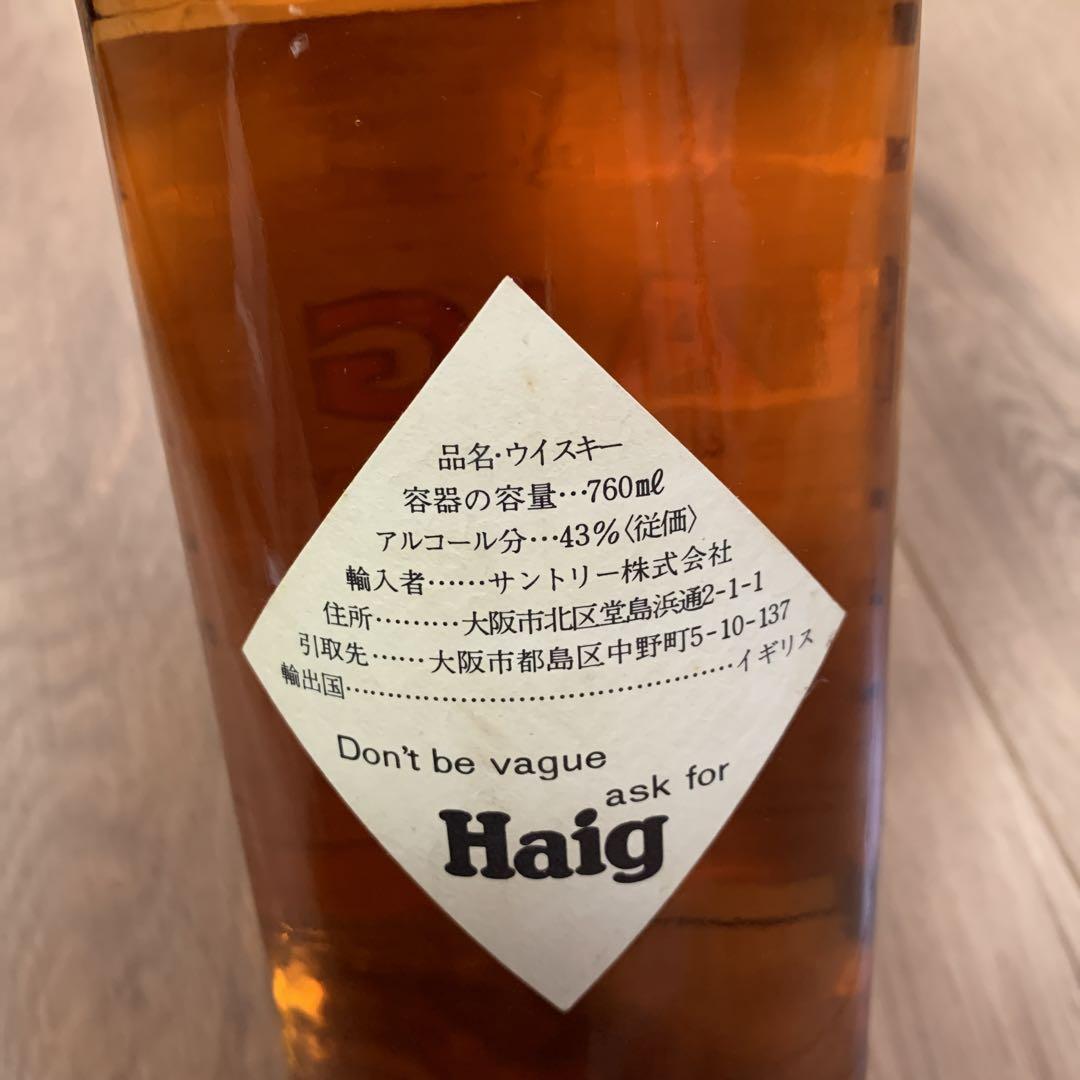 品名・ウイスキー
容器の容量…760ml
アルコール分…43%〈従価〉
輸入者……サントリー株式会社
住所………大阪市北区堂島浜通2-1-1
引取先……大阪市都島区中野町5-10-137
輸出国…………………………………イギリス
Don't be vague
ask for
Haig